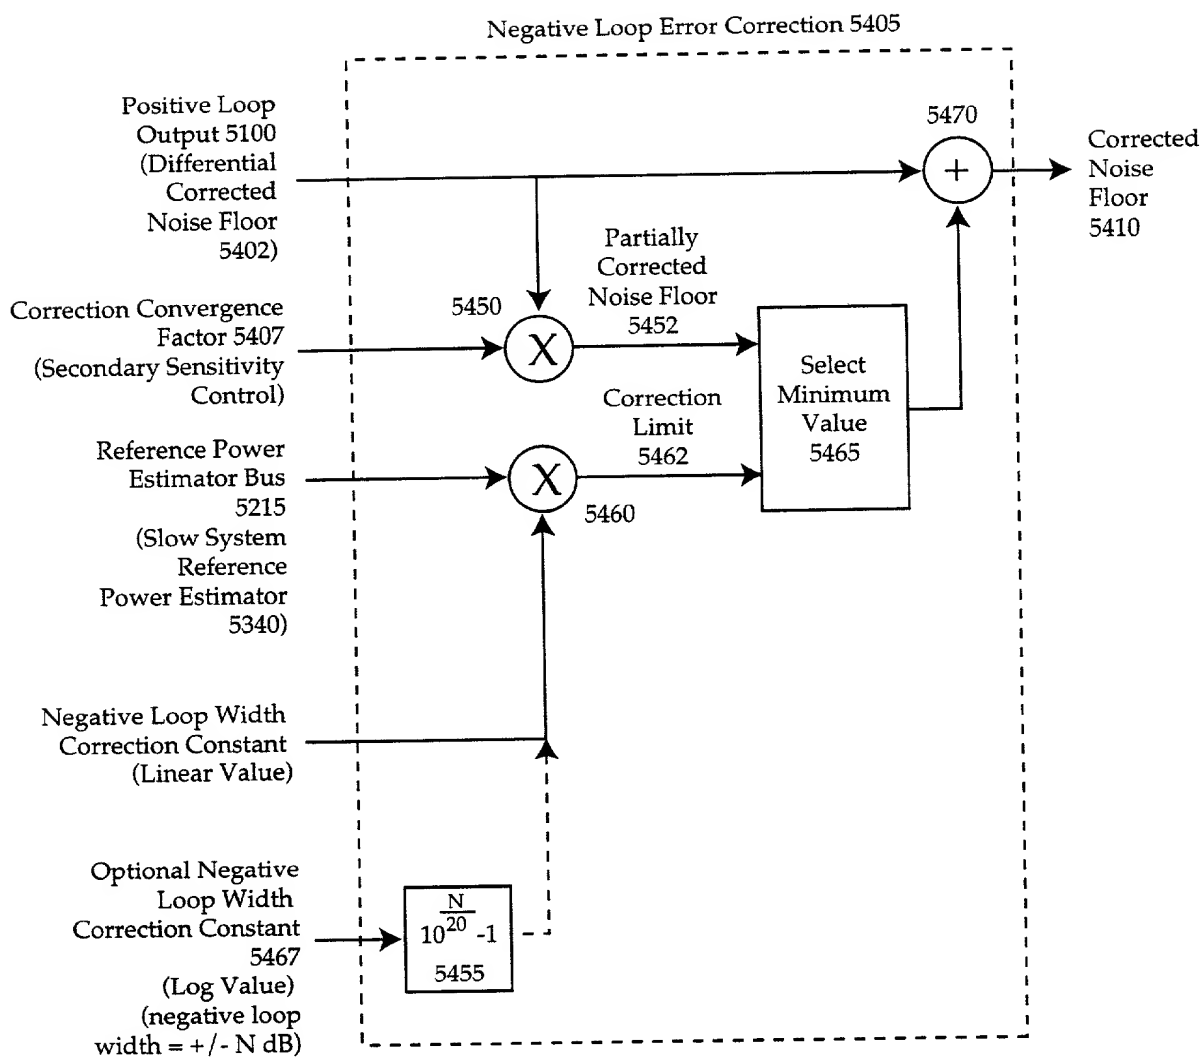 Negative Loop Error Correction 5405
Positive Loop
Output 5100
(Differential
Corrected
Noise Floor
5402)
5470
+
Corrected
Noise
Floor
5410
Correction Convergence
Factor 5407
(Secondary Sensitivity
Control)
5450
X
Partially
Corrected
Noise Floor
5452
Select
Minimum
Value
5465
Reference Power
Estimator Bus
5215
(Slow System
Reference
Power Estimator
5340)
X
5460
Correction
Limit
5462
Negative Loop Width
Correction Constant
(Linear Value)
Optional Negative
Loop Width
Correction Constant
5467
(Log Value)
(negative loop
width = +/- N dB)
N
10^20 -1
5455